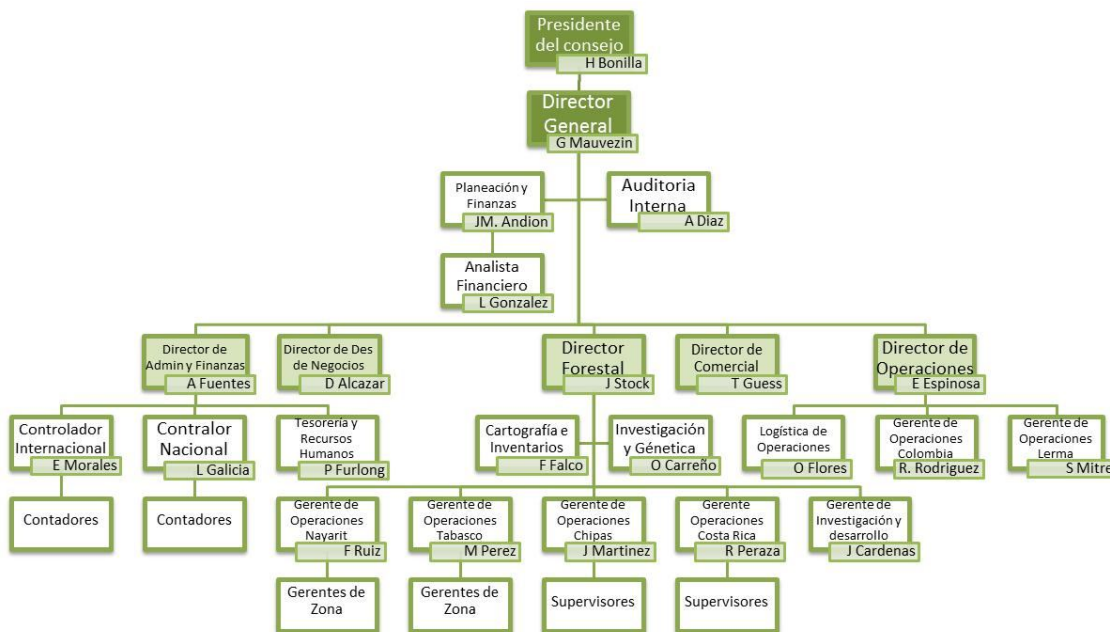 Presidente
del consejo
H Bonilla
Director
General
G Mauvezin
Planeación y
Finanzas
JM. Andion
Auditoria
Interna
A Diaz
Analista
Financiero
L Gonzalez
Director de
Admin y Finanzas
A Fuentes
Director de Des
de Negocios
D Alcazar
Director
Forestal
J Stock
Director de
Comercial
T Guess
Director de
Operaciones
E Espinosa
Controlador
Internacional
E Morales
Contralor
Nacional
L Galicia
Tesorería y
Recursos
Humanos
P Furlong
Cartografía e
Inventarios
F Falco
Investigación
y Génetica
O Carreño
Logística de
Operaciones
O Flores
Gerente de
Operaciones
Colombia
R. Rodriguez
Gerente de
Operaciones
Lerma
S Mitre
Contadores
Contadores
Gerente de
Operaciones
Nayarit
F Ruiz
Gerente de
Operaciones
Tabasco
M Perez
Gerente de
Operaciones
Chipas
J Martinez
Gerente
Operaciones
Costa Rica
R Peraza
Gerente de
Investigación y
desarrollo
J Cardenas
Gerentes de
Zona
Gerentes de
Zona
Supervisores
Supervisores